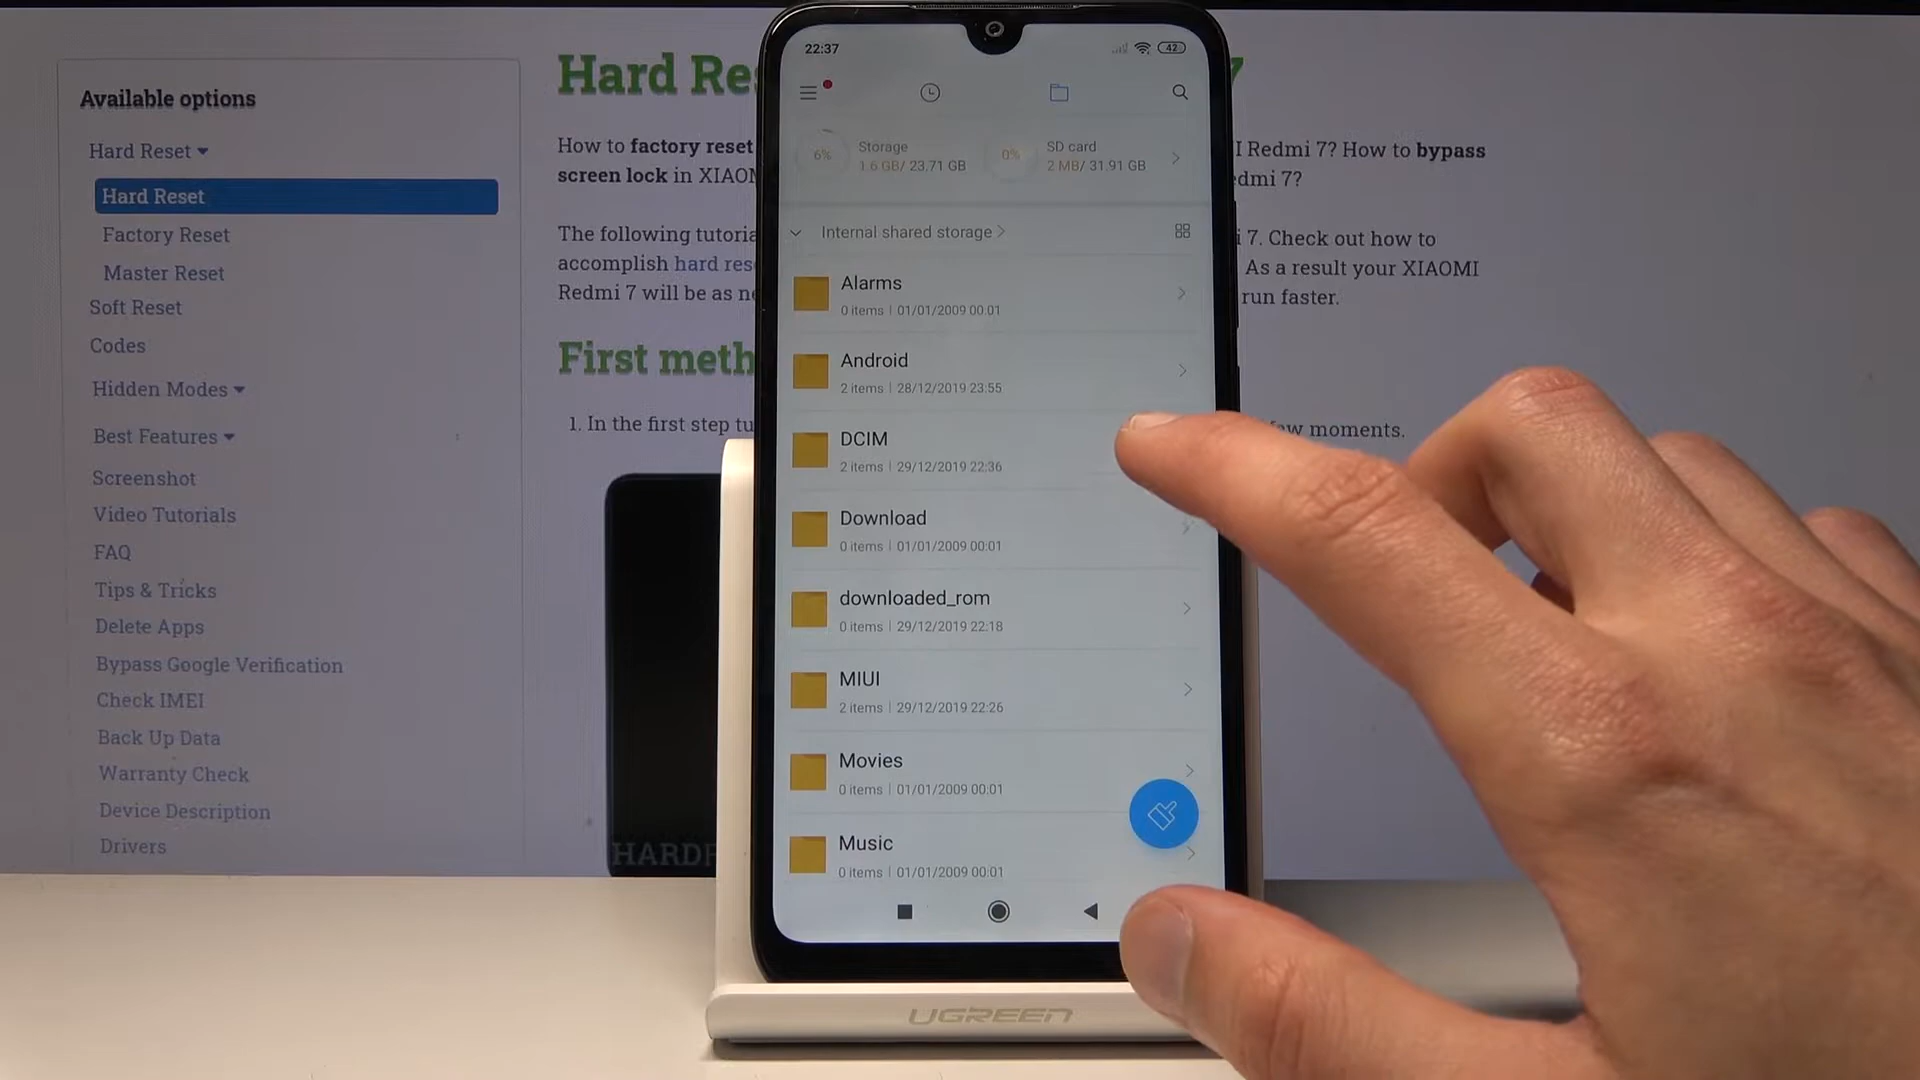 Available options
Hard Reset
Hard Reset
Factory Reset
Master Reset
Soft Reset
Codes
Hidden Modes
Best Features
Screenshot
Video Tutorials
FAQ
Tips & Tricks
Delete Apps
Bypass Google Verification
Check IMEI
Back Up Data
Warranty Check
Device Description
Drivers
Hard Re 7
How to factory reset I Redmi 7? How to bypass
screen lock in XIAOM edmi 7?
The following tutoria i 7. Check out how to
accomplish hard res As a result your XIAOMI
Redmi 7 will be as ne run faster.
First meth
1. In the first step tu few moments.
HARDR
22:37
42
6%
Storage
1.6 GB/ 23.71 GB
0%
SD card
2 MB/ 31.91 GB
Internal shared storage
Alarms
0 items | 01/01/2009 00:01
Android
2 items | 28/12/2019 23:55
DCIM
2 items | 29/12/2019 22:36
Download
0 items | 01/01/2009 00:01
downloaded_rom
0 items | 29/12/2019 22:18
MIUI
2 items | 29/12/2019 22:26
Movies
0 items | 01/01/2009 00:01
Music
0 items | 01/01/2009 00:01
UGREEN